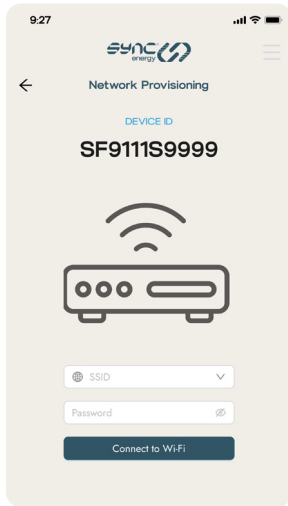 9:27
sync
energy
Network Provisioning
DEVICE ID
SF9111S9999
SSID
Password
Connect to Wi-Fi